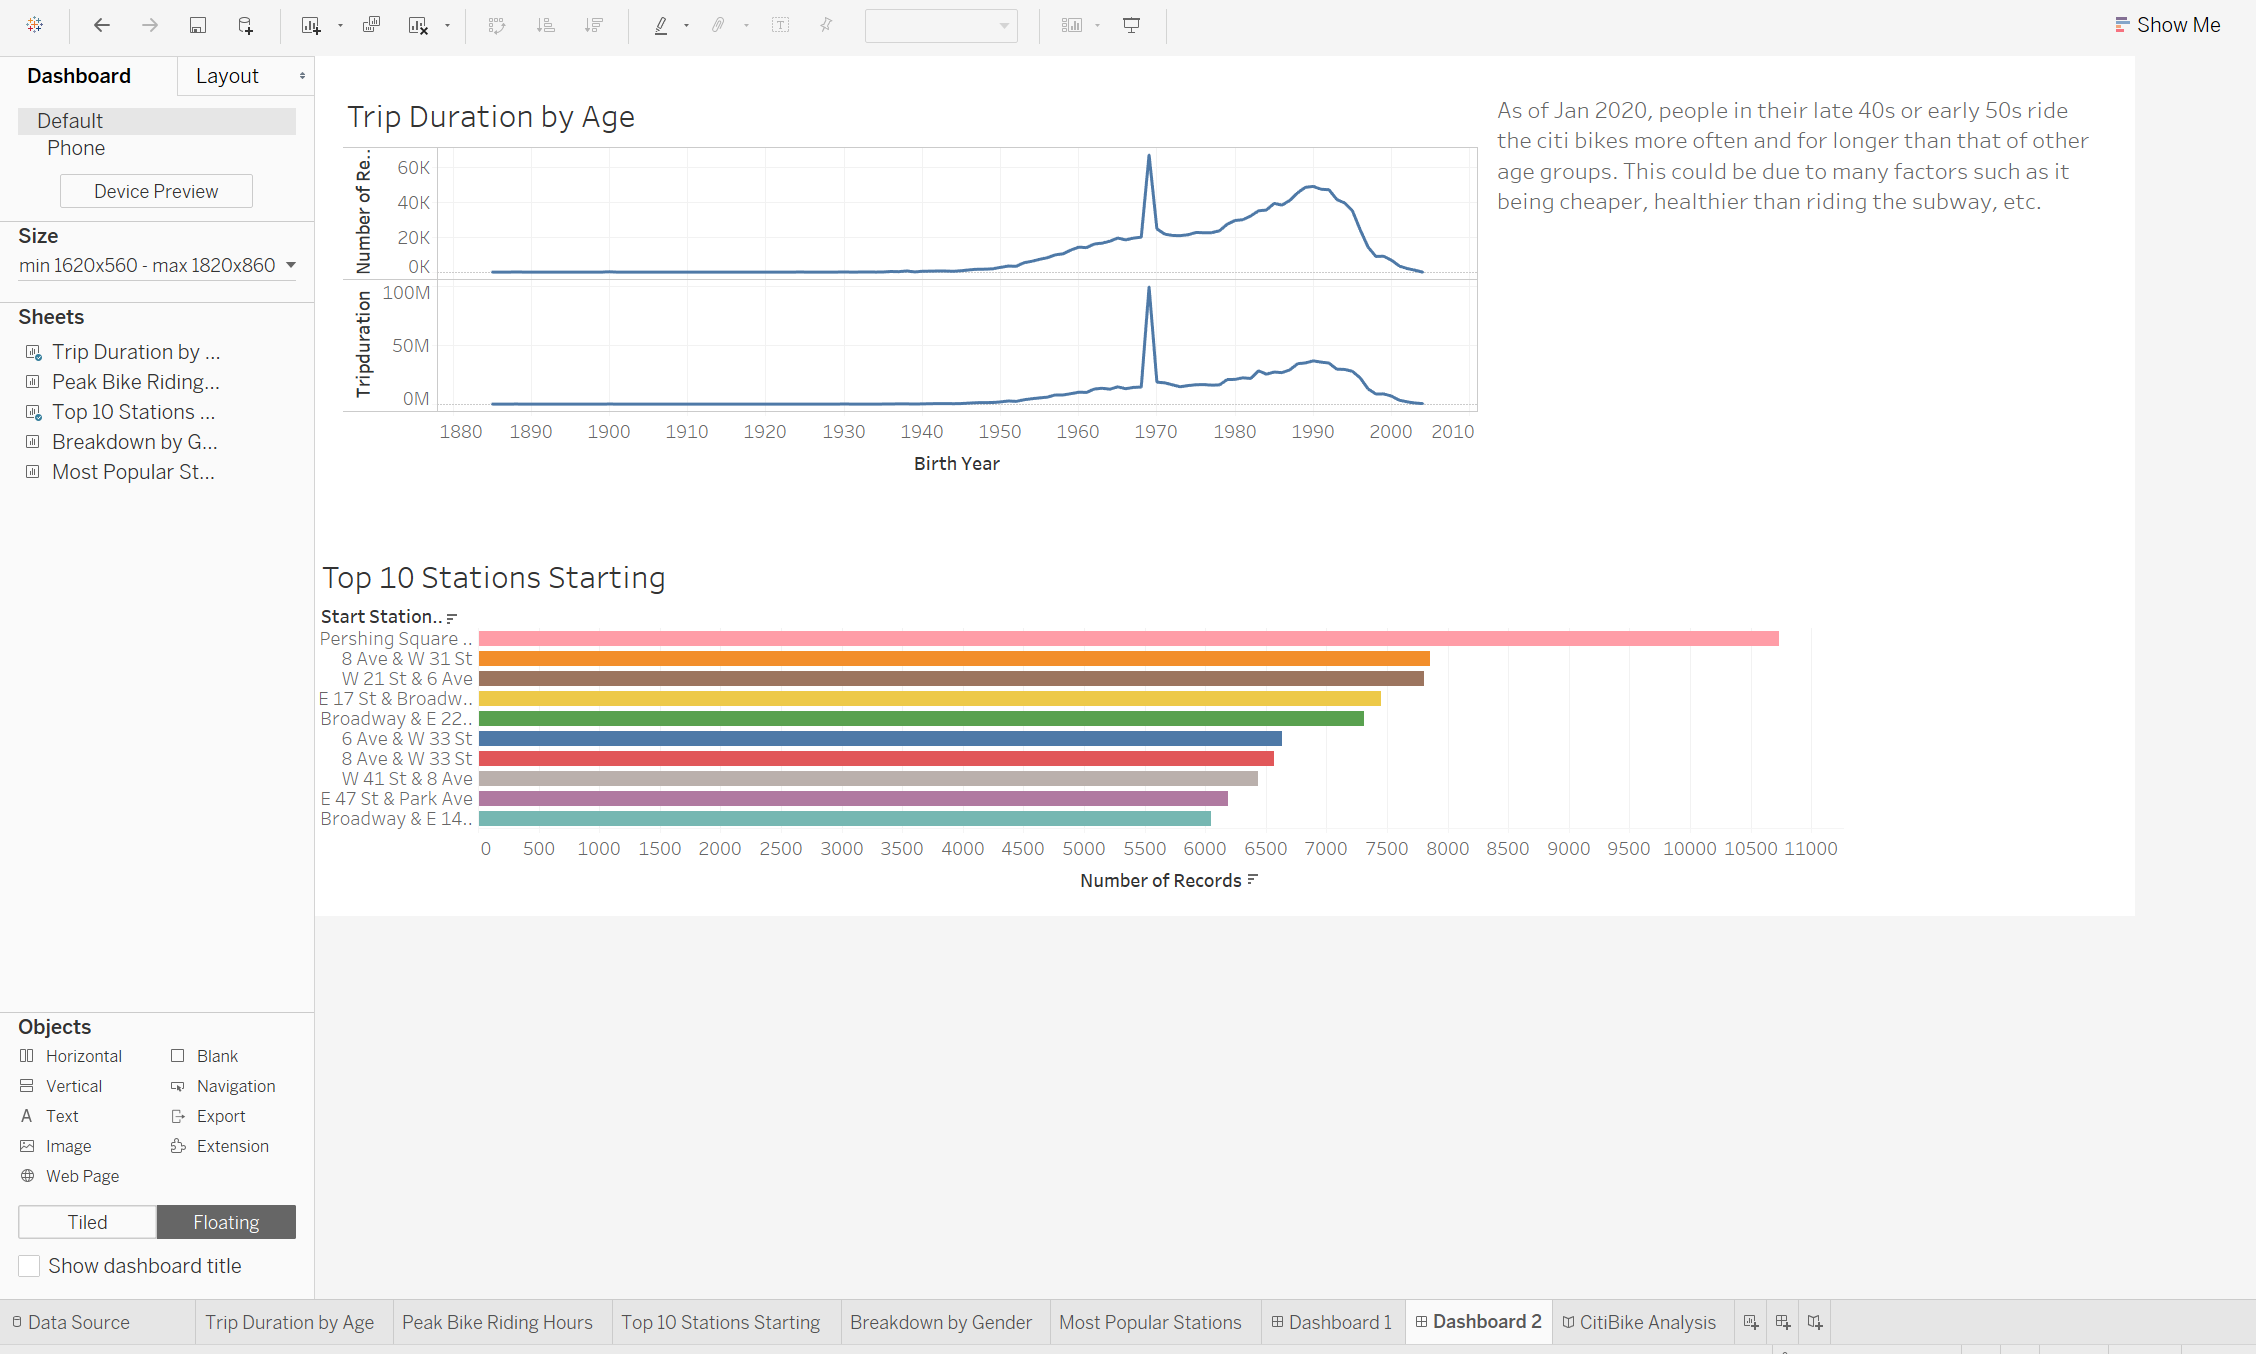 Show Me
Dashboard
Layout
Default
Phone
Device Preview
Size
min 1620x560 - max 1820x860
Sheets
Trip Duration by ...
Peak Bike Riding...
Top 10 Stations ...
Breakdown by G...
Most Popular St...
Objects
Horizontal
Blank
Vertical
Navigation
A Text
Export
Image
Extension
Web Page
Tiled
Floating
Show dashboard title
Trip Duration by Age
Number of Re..
60K
40K
20K
0K
Tripduration
100M
50M
0M
1880 1890 1900 1910 1920 1930 1940 1950 1960 1970 1980 1990 2000 2010
Birth Year
As of Jan 2020, people in their late 40s or early 50s ride
the citi bikes more often and for longer than that of other
age groups. This could be due to many factors such as it
being cheaper, healthier than riding the subway, etc.
Top 10 Stations Starting
Start Station..
Pershing Square ..
8 Ave & W 31 St
W 21 St & 6 Ave
E 17 St & Broadw..
Broadway & E 22..
6 Ave & W 33 St
8 Ave & W 33 St
W 41 St & 8 Ave
E 47 St & Park Ave
Broadway & E 14..
0 500 1000 1500 2000 2500 3000 3500 4000 4500 5000 5500 6000 6500 7000 7500 8000 8500 9000 9500 10000 10500 11000
Number of Records
Data Source
Trip Duration by Age
Peak Bike Riding Hours
Top 10 Stations Starting
Breakdown by Gender
Most Popular Stations
Dashboard 1
Dashboard 2
CitiBike Analysis